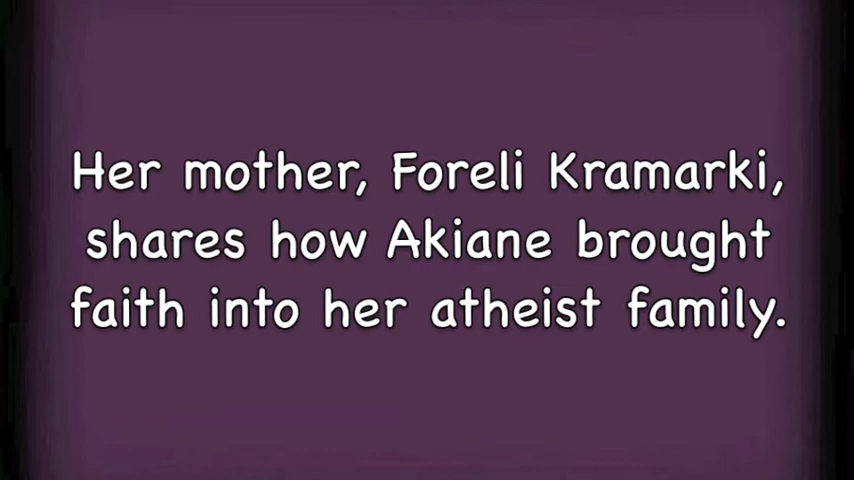 Her mother, Foreli Kramarki,
shares how Akiane brought
faith into her atheist family.